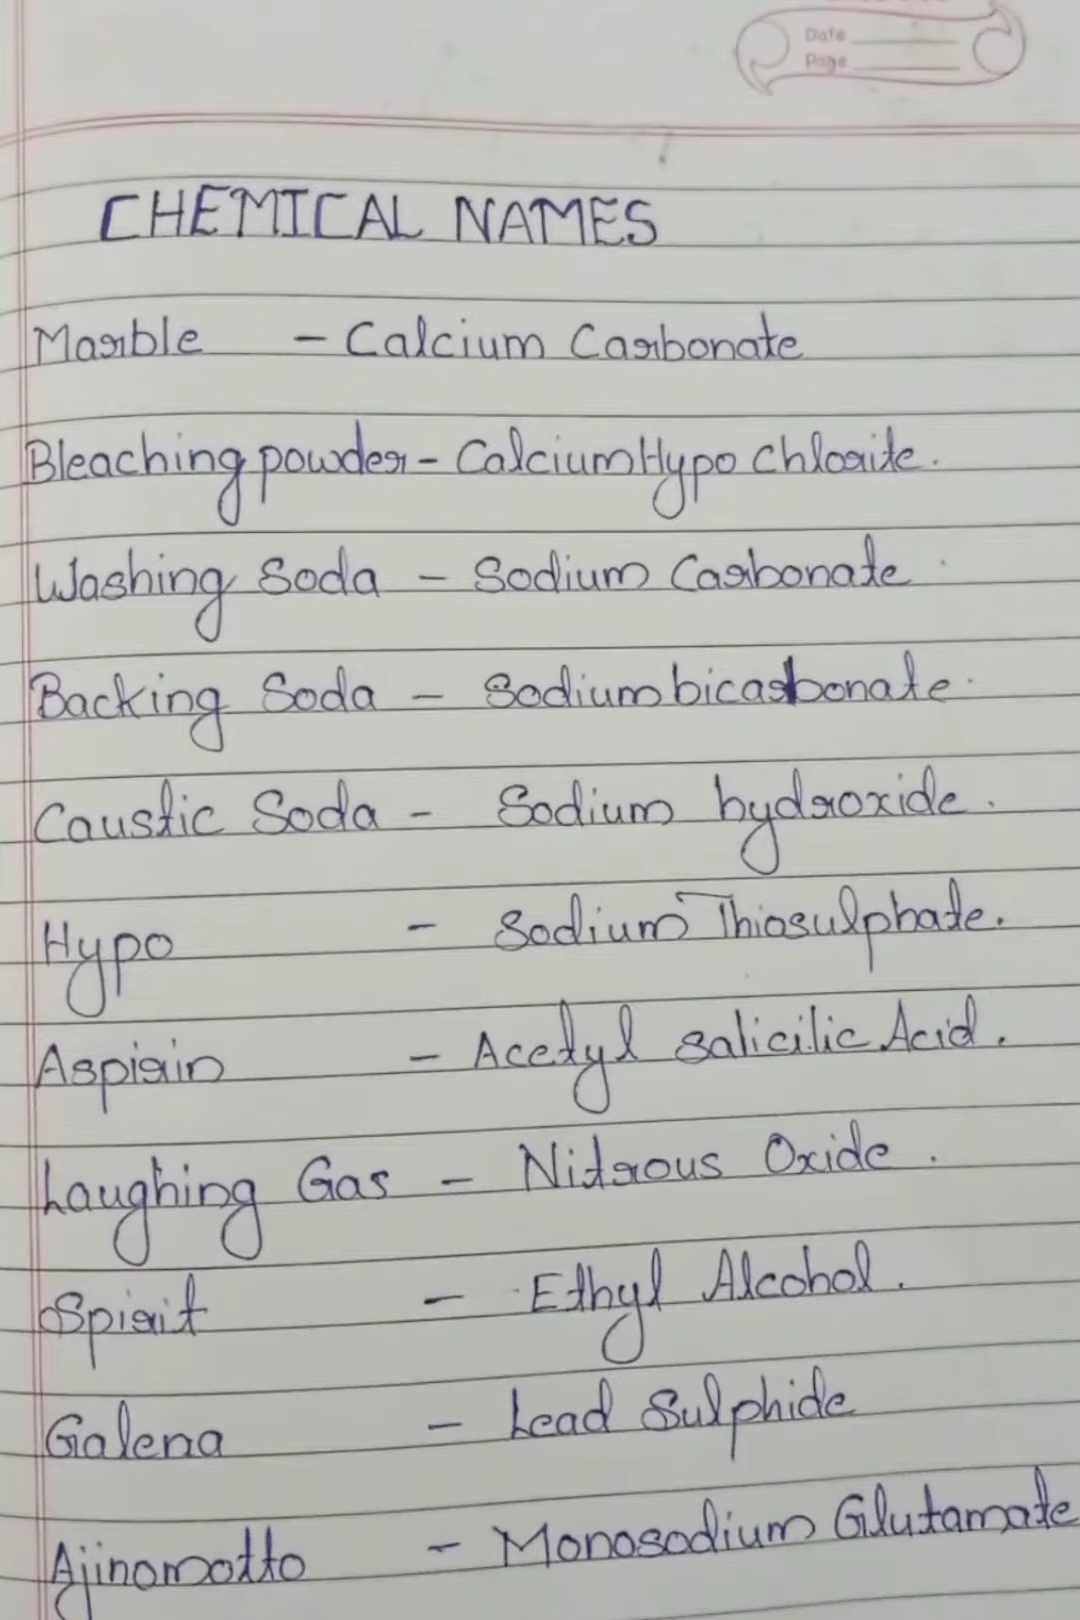 Date
Page
CHEMICAL NAMES
Marble - Calcium Carbonate
Bleaching powder - Calcium Hypo chlorite.
Washing Soda - Sodium Carbonate
Backing Soda - Sodium bicarbonate.
Caustic Soda - Sodium hydroxide.
Hypo - Sodium Thiosulphate.
Aspirin - Acetyl salicilic Acid.
Laughing Gas - Nitrous Oxide.
Spirit - Ethyl Alcohol.
Galena - Lead Sulphide
Ajinomotto - Monosodium Glutamate